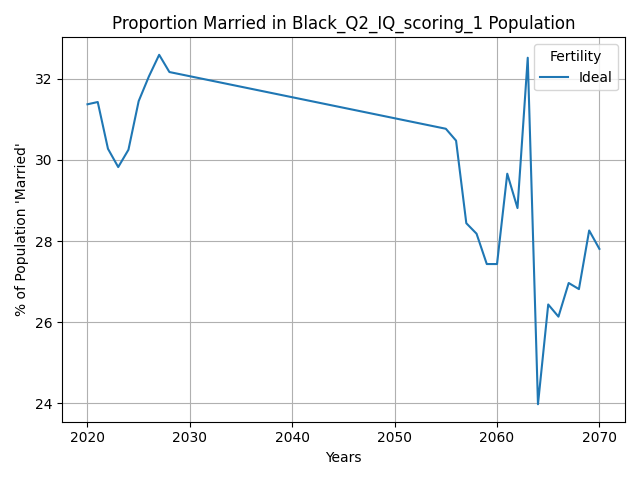 Proportion Married in Black_Q2_IQ_scoring_1 Population
Fertility
Ideal
% of Population 'Married'
32
30
28
26
24
2020 2030 2040 2050 2060 2070
Years